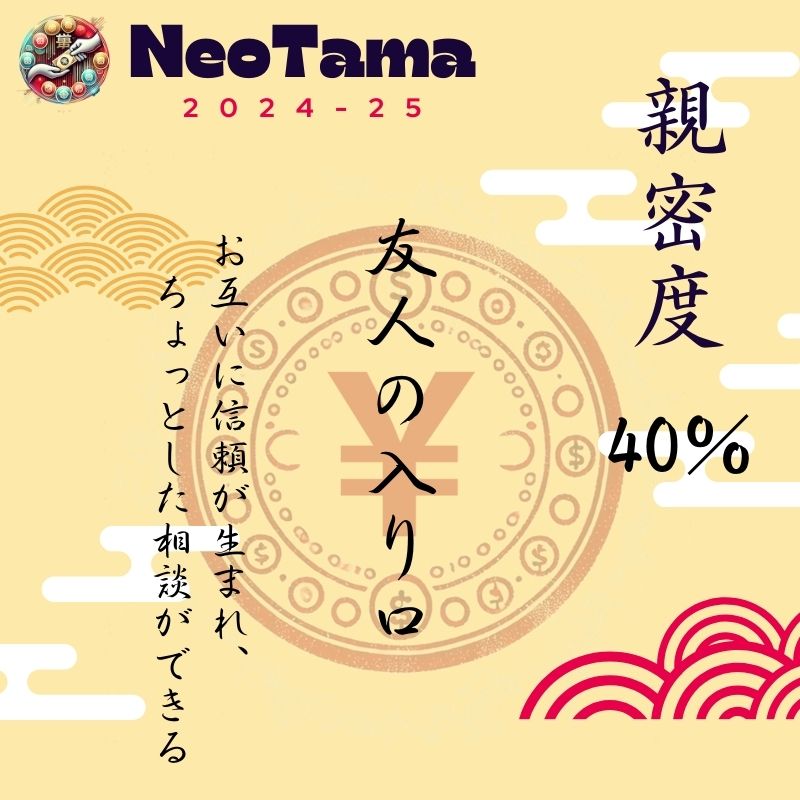 NeoTama
2024-25
親密度
40%
友人の入り口
お互いに信頼が生まれ、
ちょっとした相談ができる